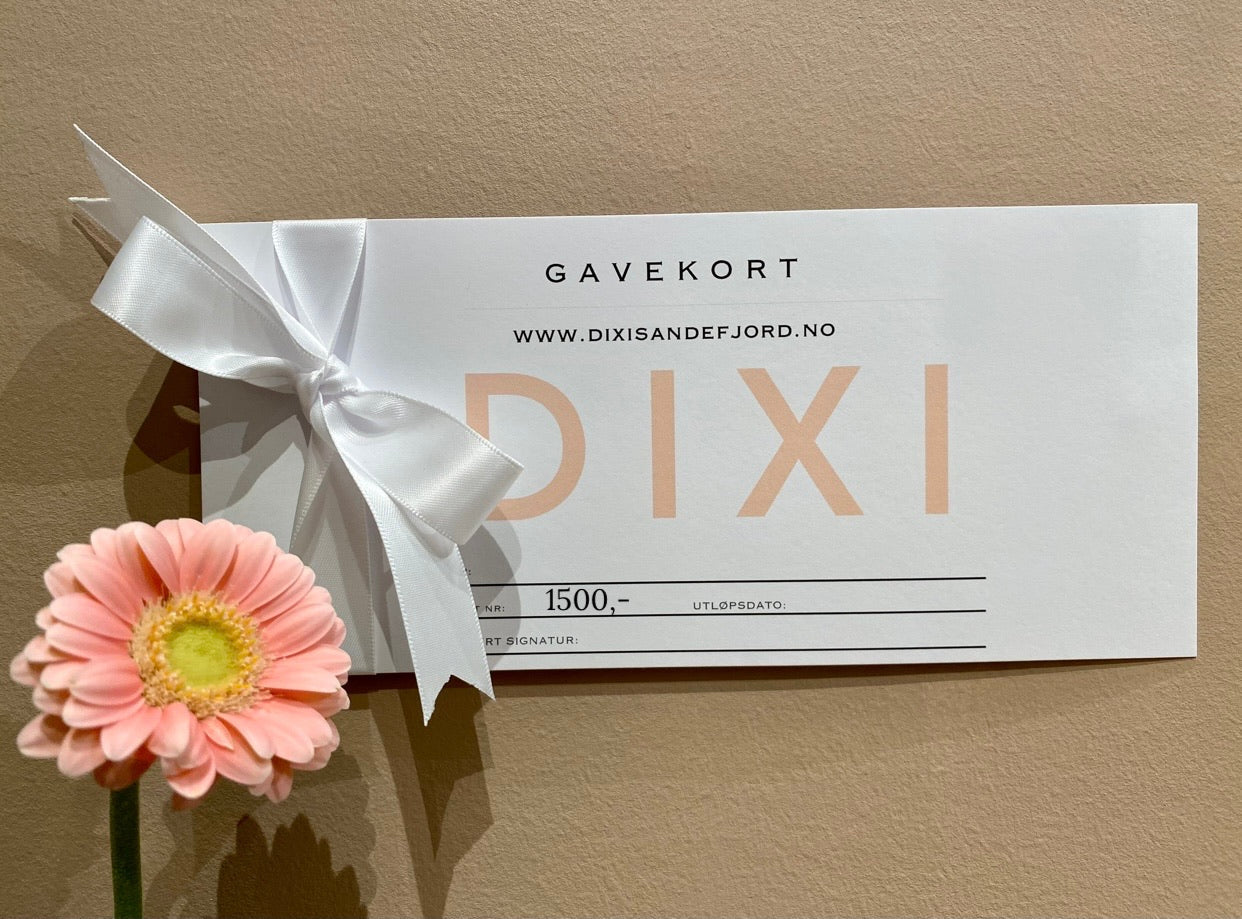 GAVEKORT
WWW.DIXISANDEFJORD.NO
DIXI
NR: 1500,- UTLØPSDATO:
SIGNATUR: